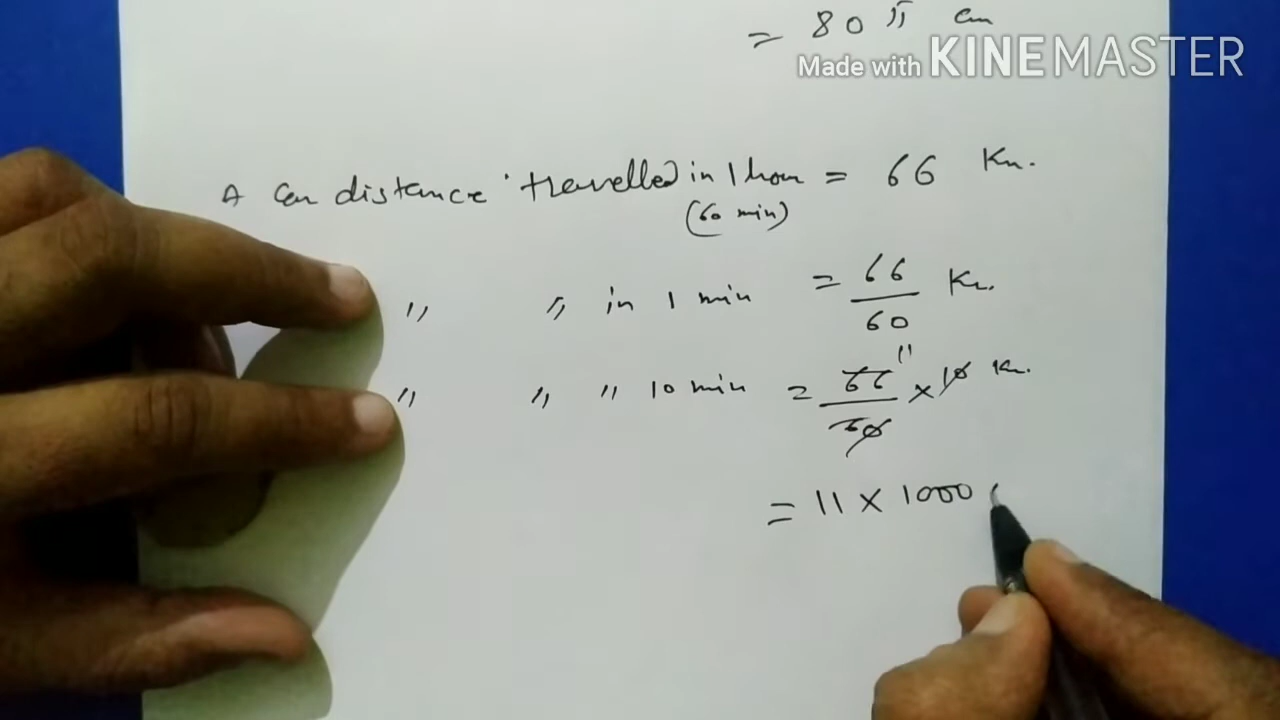 = 80 π cm
Made with KINEMASTER
A Car distance travelled in 1 hour = 66 Km.
(60 min)
" " in 1 min = 66/60 Km.
" " " 10 min = 66/60 11 × 10 Km.
= 11 × 1000